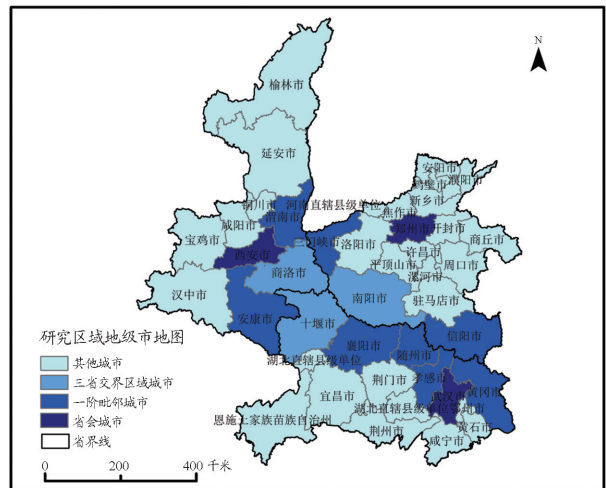 N
榆林市
延安市
铜川市
渭南市
河南直辖县级单位
咸阳市
宝鸡市
西安市
三门峡市
商洛市
汉中市
安康市
安阳市
鹤壁市
濮阳市
新乡市
焦作市
郑州市
开封市
洛阳市
商丘市
许昌市
平顶山市
周口市
漯河市
南阳市
驻马店市
信阳市
十堰市
襄阳市
随州市
湖北直辖县级单位
孝感市
荆门市
宜昌市
武汉市
黄冈市
湖北直辖县级单位
鄂州市
恩施土家族苗族自治州
荆州市
黄石市
咸宁市
研究区域地级市地图
其他城市
三省交界区域城市
一阶毗邻城市
省会城市
省界线
0 200 400 千米